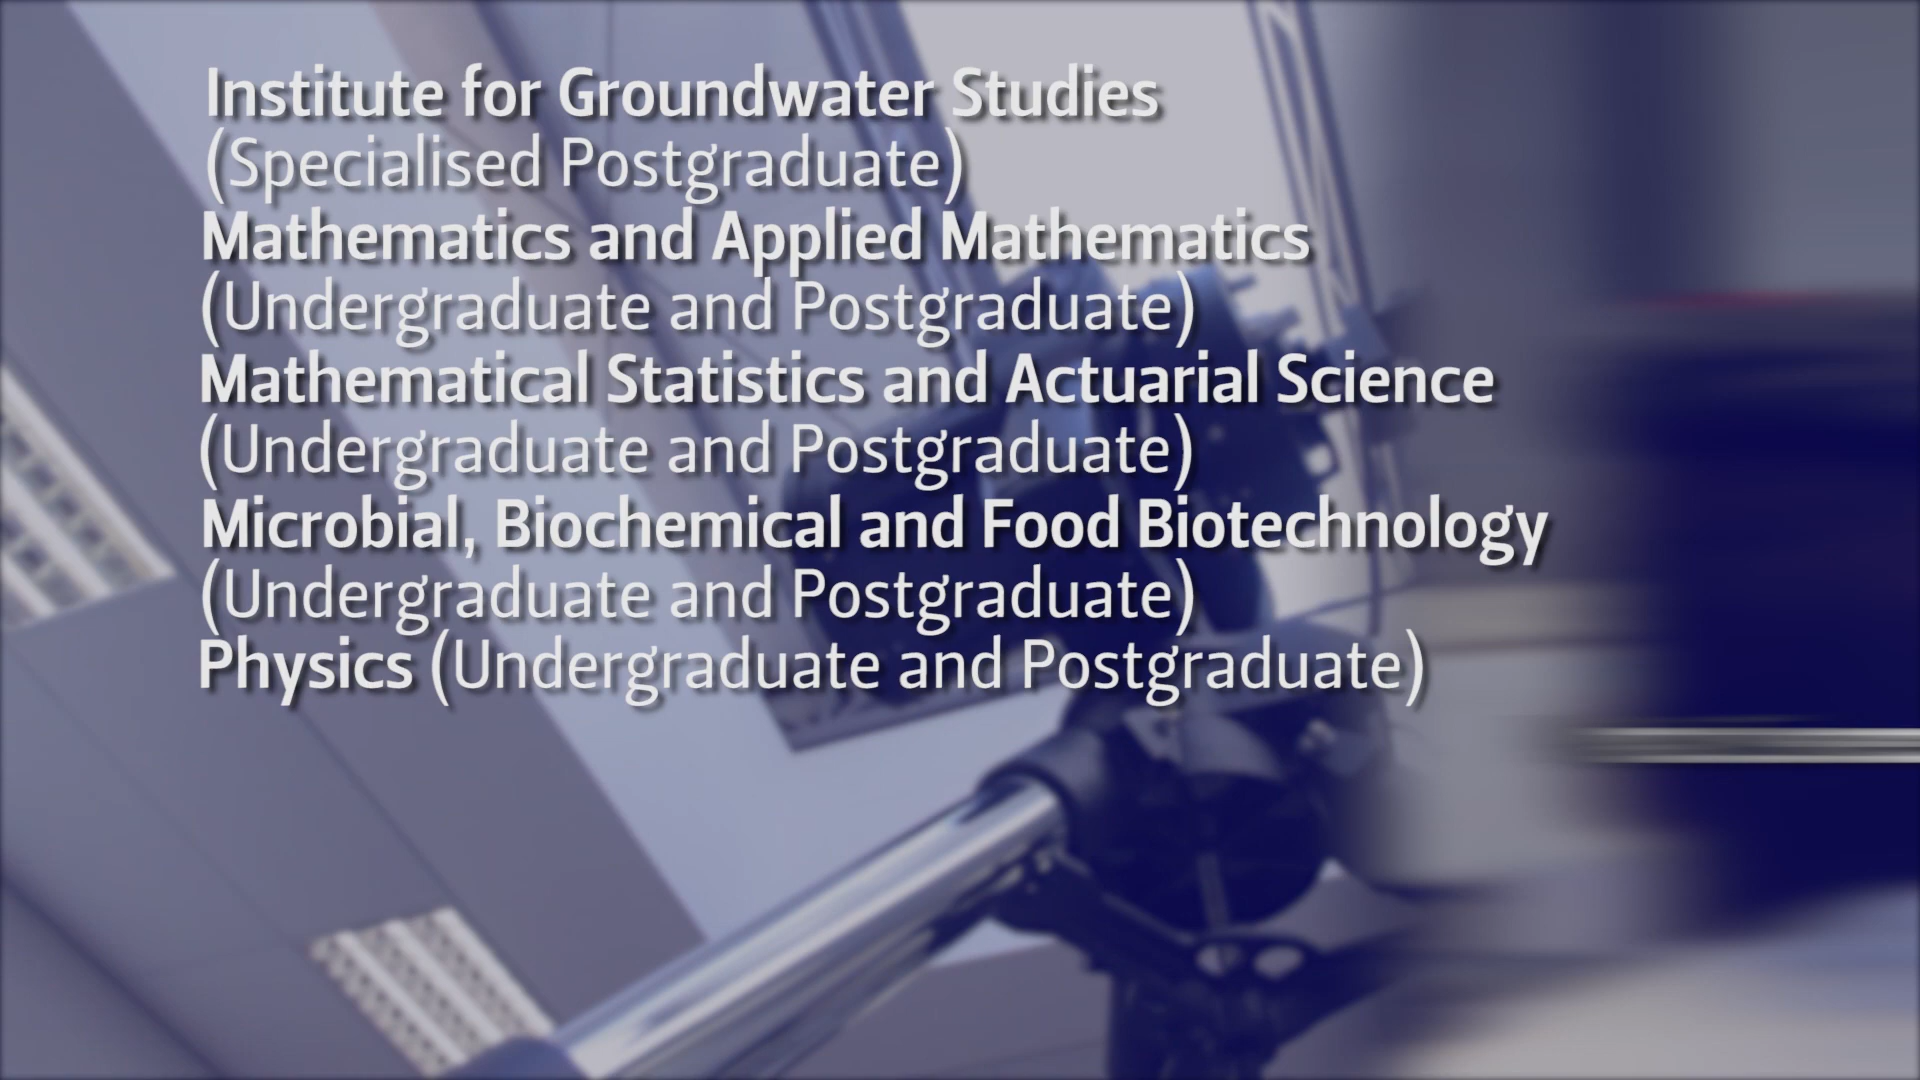 Institute for Groundwater Studies
(Specialised Postgraduate)
Mathematics and Applied Mathematics
(Undergraduate and Postgraduate)
Mathematical Statistics and Actuarial Science
(Undergraduate and Postgraduate)
Microbial, Biochemical and Food Biotechnology
(Undergraduate and Postgraduate)
Physics (Undergraduate and Postgraduate)